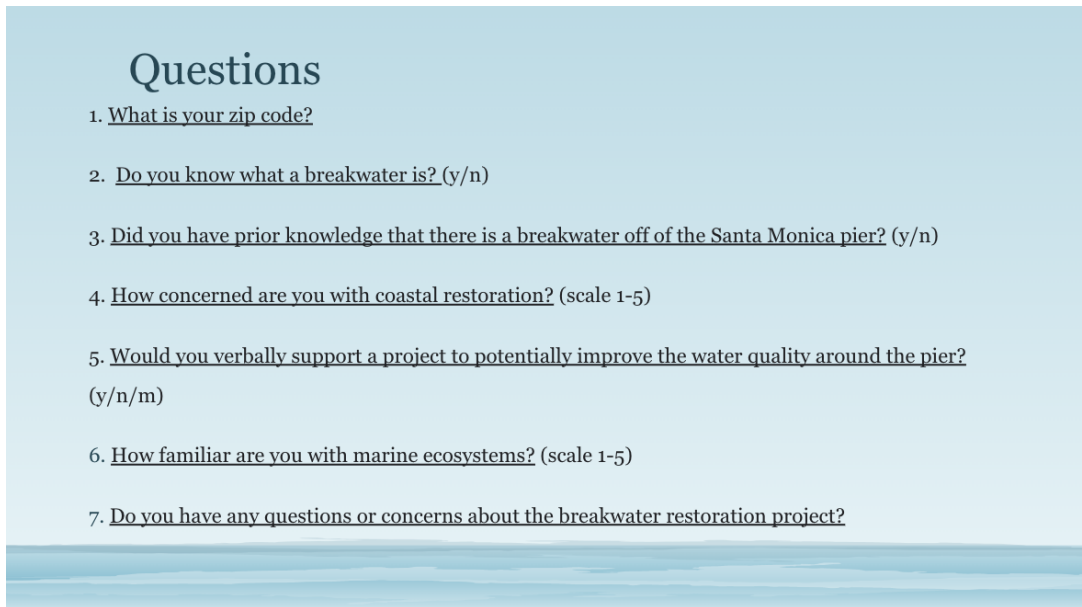 Questions
1. What is your zip code?
2. Do you know what a breakwater is? (y/n)
3. Did you have prior knowledge that there is a breakwater off of the Santa Monica pier? (y/n)
4. How concerned are you with coastal restoration? (scale 1-5)
5. Would you verbally support a project to potentially improve the water quality around the pier?
(y/n/m)
6. How familiar are you with marine ecosystems? (scale 1-5)
7. Do you have any questions or concerns about the breakwater restoration project?